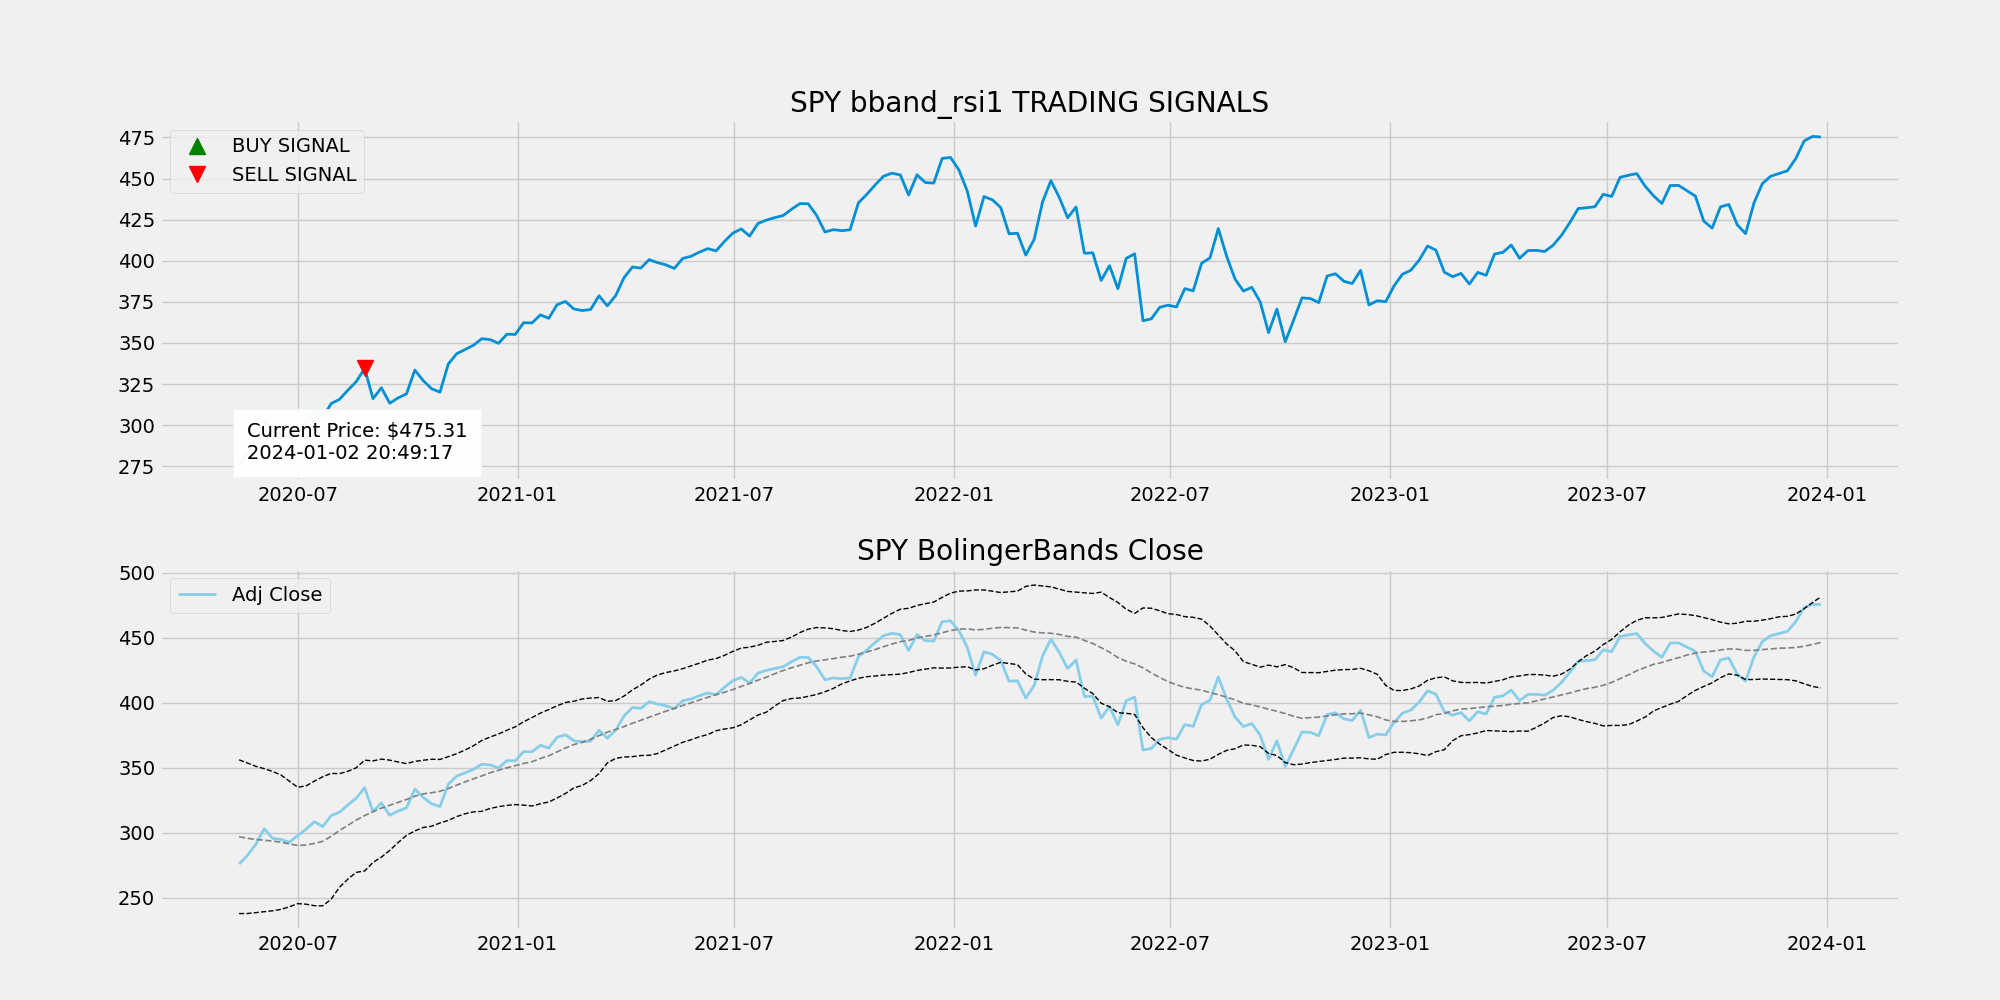 SPY bband_rsi1 TRADING SIGNALS
BUY SIGNAL
SELL SIGNAL
475
450
425
400
375
350
325
300
275
Current Price: $475.31
2024-01-02 20:49:17
2020-07 2021-01 2021-07 2022-01 2022-07 2023-01 2023-07 2024-01
SPY BolingerBands Close
Adj Close
500
450
400
350
300
250
2020-07 2021-01 2021-07 2022-01 2022-07 2023-01 2023-07 2024-01